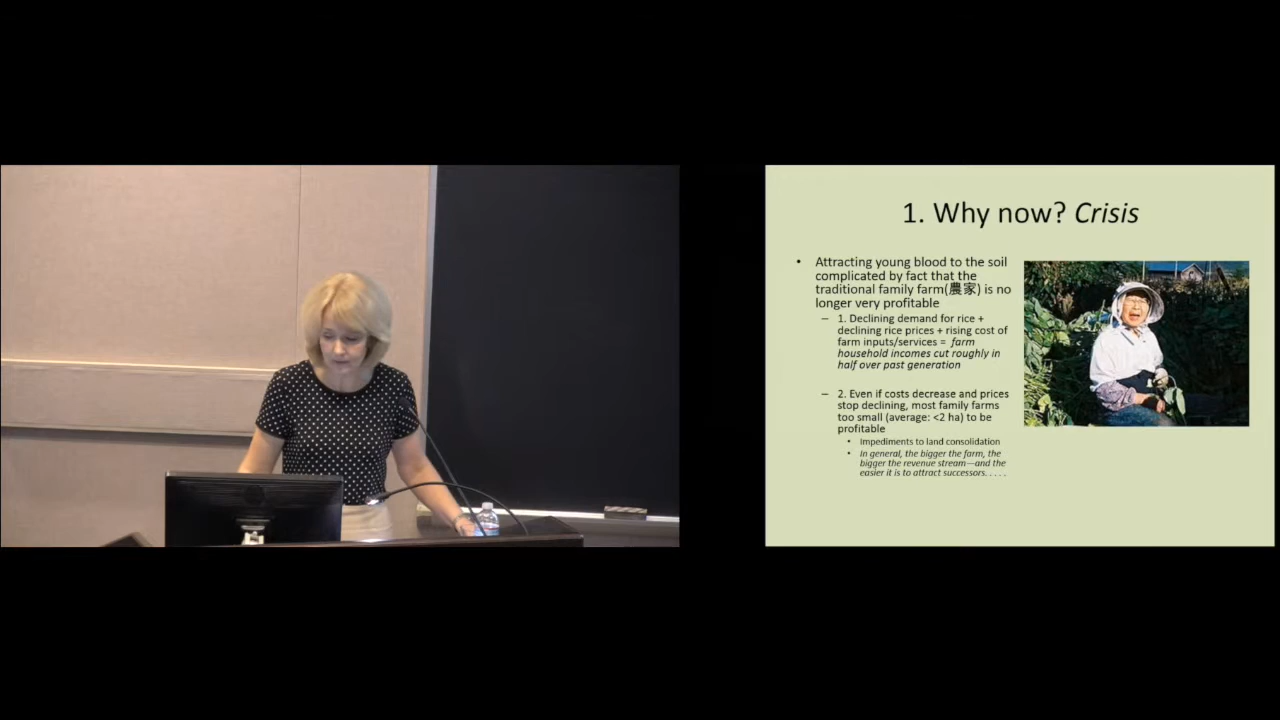 1. Why now? Crisis
• Attracting young blood to the soil
complicated by fact that the
traditional family farm(農家) is no
longer very profitable
– 1. Declining demand for rice +
declining rice prices + rising cost of
farm inputs/services = farm
household incomes cut roughly in
half over past generation
– 2. Even if costs decrease and prices
stop declining, most family farms
too small (average: <2 ha) to be
profitable
• Impediments to land consolidation
• In general, the bigger the farm, the
bigger the revenue stream—and the
easier it is to attract successors. . . . .